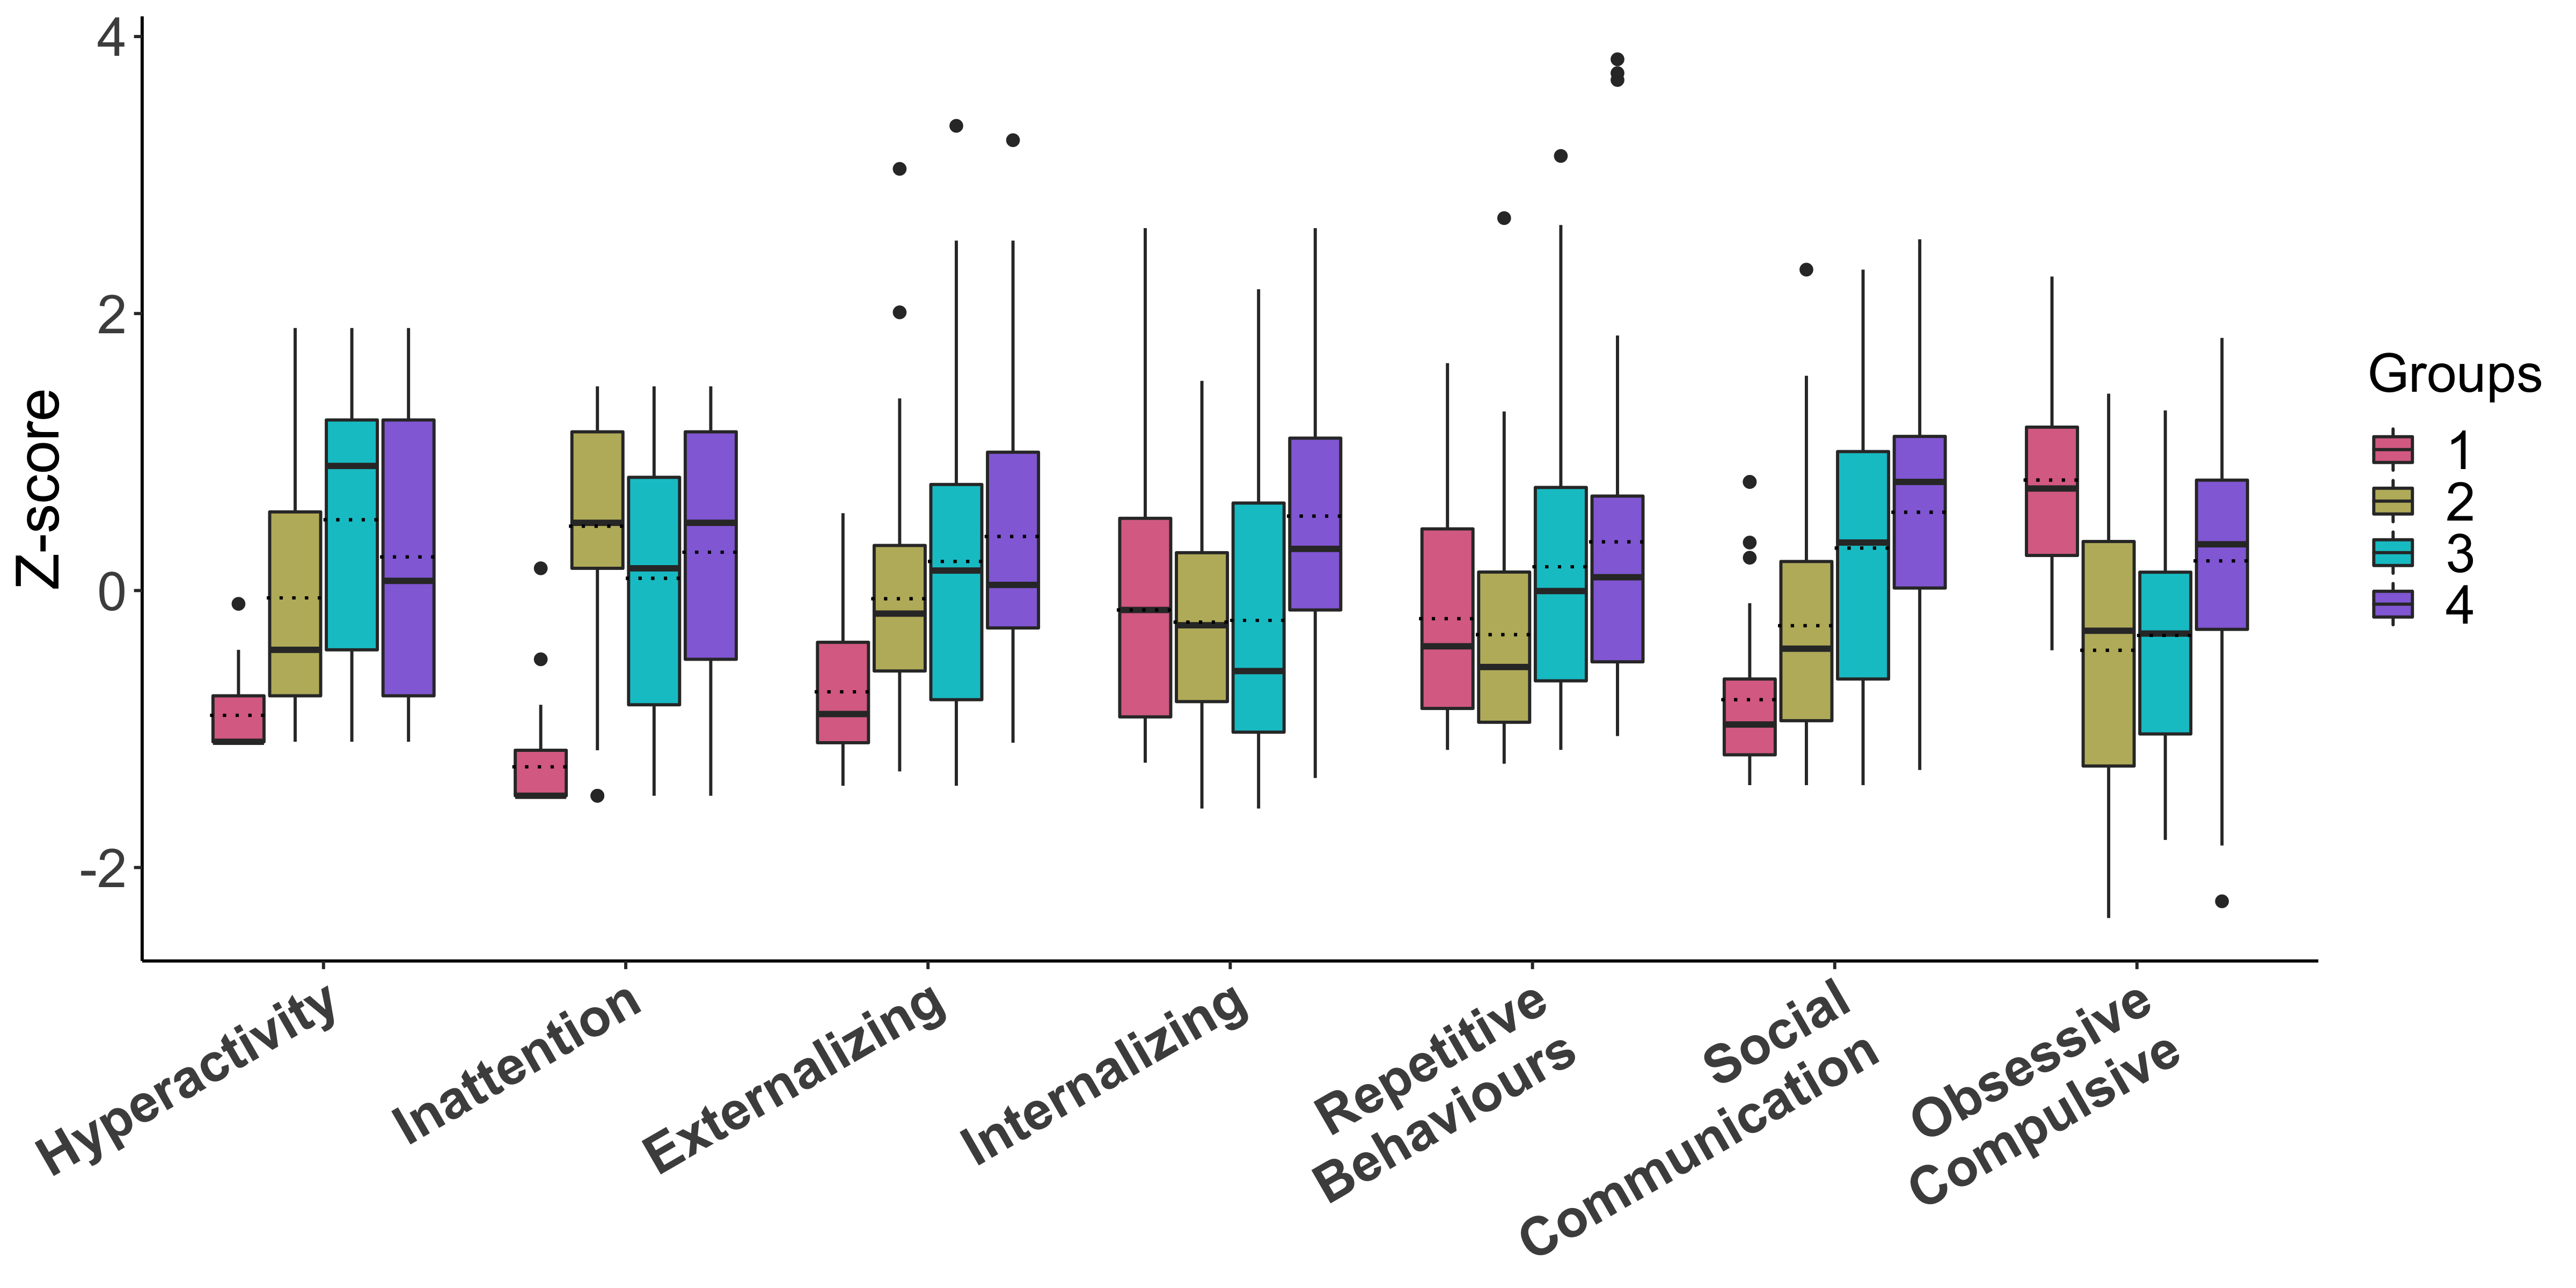 4
2
0
-2
Z-score
Hyperactivity
Inattention
Externalizing
Internalizing
Repetitive
Behaviours
Social
Communication
Obsessive
Compulsive
Groups
1
2
3
4